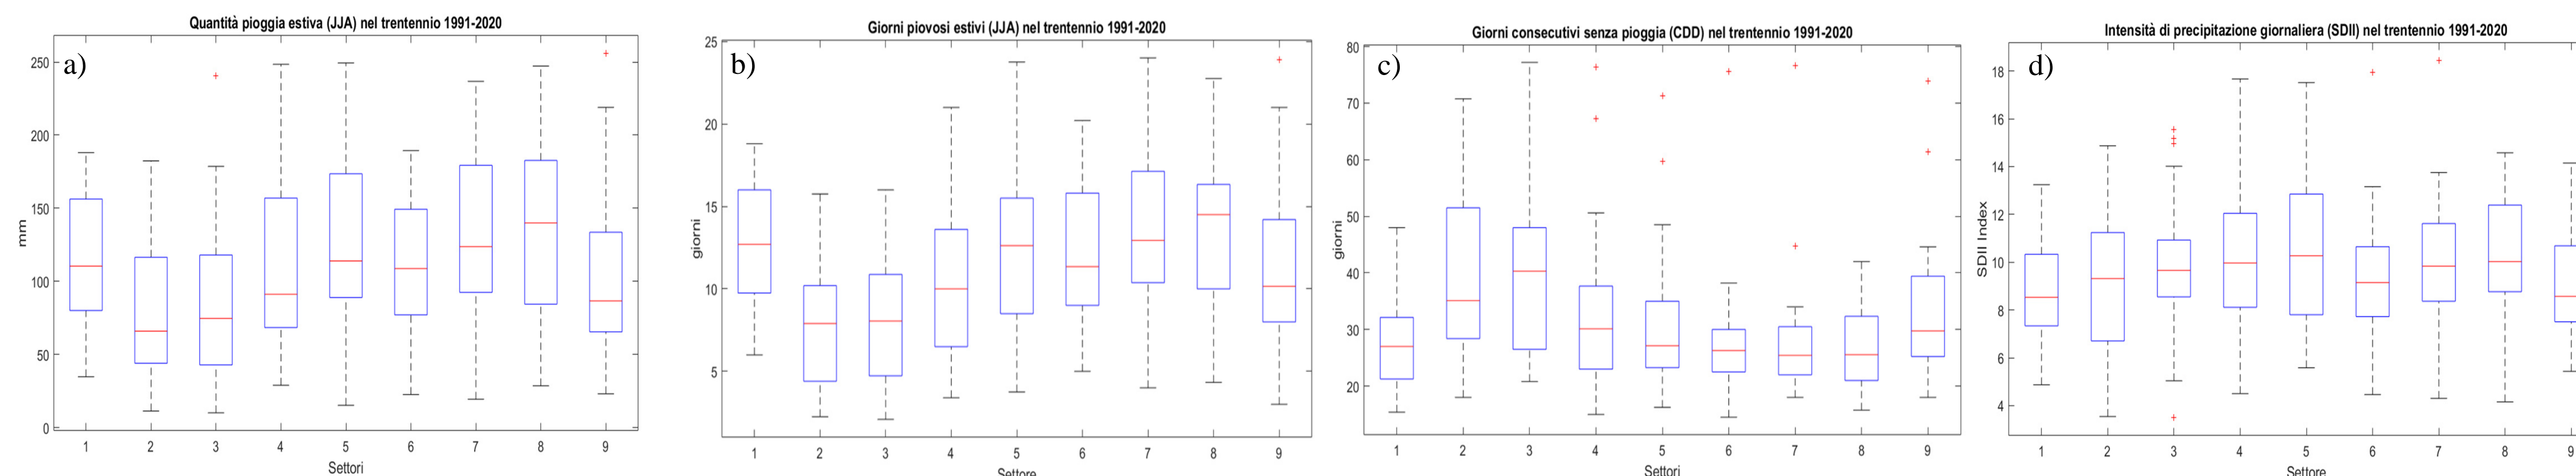 Quantità pioggia estiva (JJA) nel trentennio 1991-2020
a)
250
200
150
100
50
0
mm
1 2 3 4 5 6 7 8 9
Settori
Giorni piovosi estivi (JJA) nel trentennio 1991-2020
b)
25
20
15
10
5
giorni
1 2 3 4 5 6 7 8 9
Settore
Giorni consecutivi senza pioggia (CDD) nel trentennio 1991-2020
c)
80
70
60
50
40
30
20
giorni
1 2 3 4 5 6 7 8 9
Settori
Intensità di precipitazione giornaliera (SDII) nel trentennio 1991-2020
d)
18
16
14
12
10
8
6
4
SDII Index
1 2 3 4 5 6 7 8 9
Settore